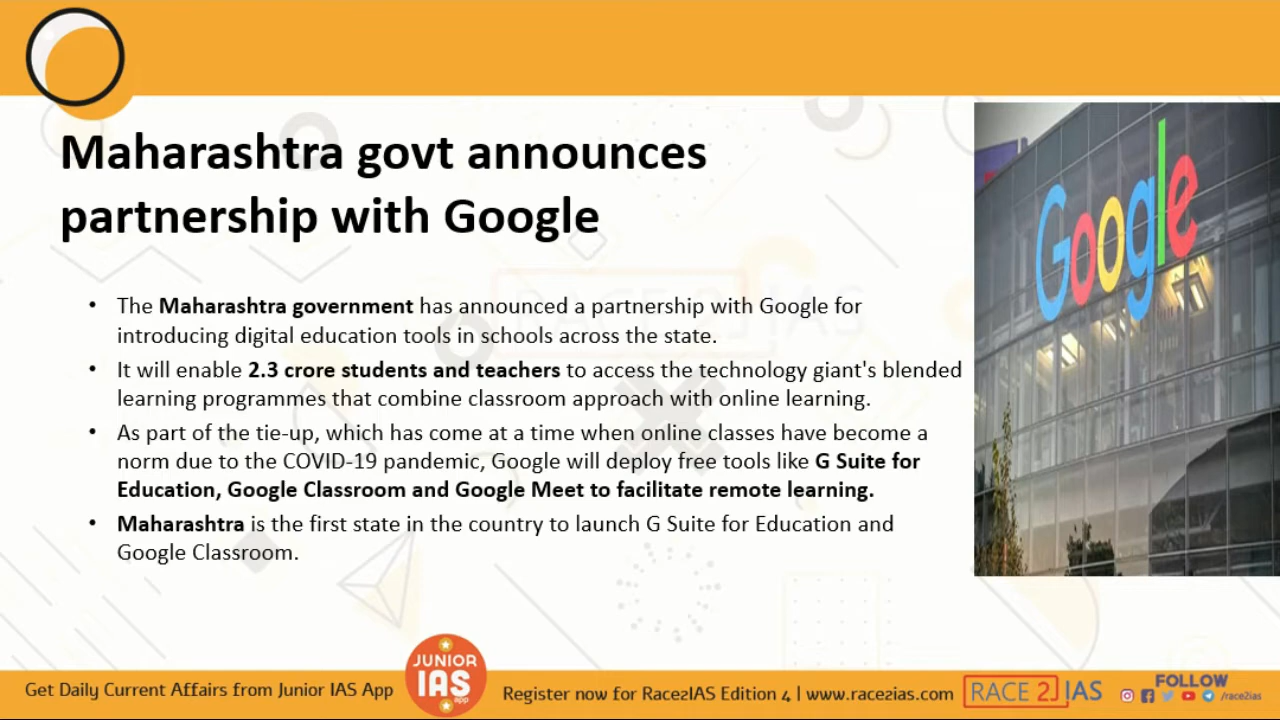 Maharashtra govt announces
partnership with Google
Google
• The Maharashtra government has announced a partnership with Google for
introducing digital education tools in schools across the state.
• It will enable 2.3 crore students and teachers to access the technology giant's blended
learning programmes that combine classroom approach with online learning.
• As part of the tie-up, which has come at a time when online classes have become a
norm due to the COVID-19 pandemic, Google will deploy free tools like G Suite for
Education, Google Classroom and Google Meet to facilitate remote learning.
• Maharashtra is the first state in the country to launch G Suite for Education and
Google Classroom.
RACE 2 IAS
Get Daily Current Affairs from Junior IAS App
JUNIOR
IAS
app
Register now for Race2IAS Edition 4 | www.race2ias.com
RACE 2 IAS
FOLLOW
/race2ias